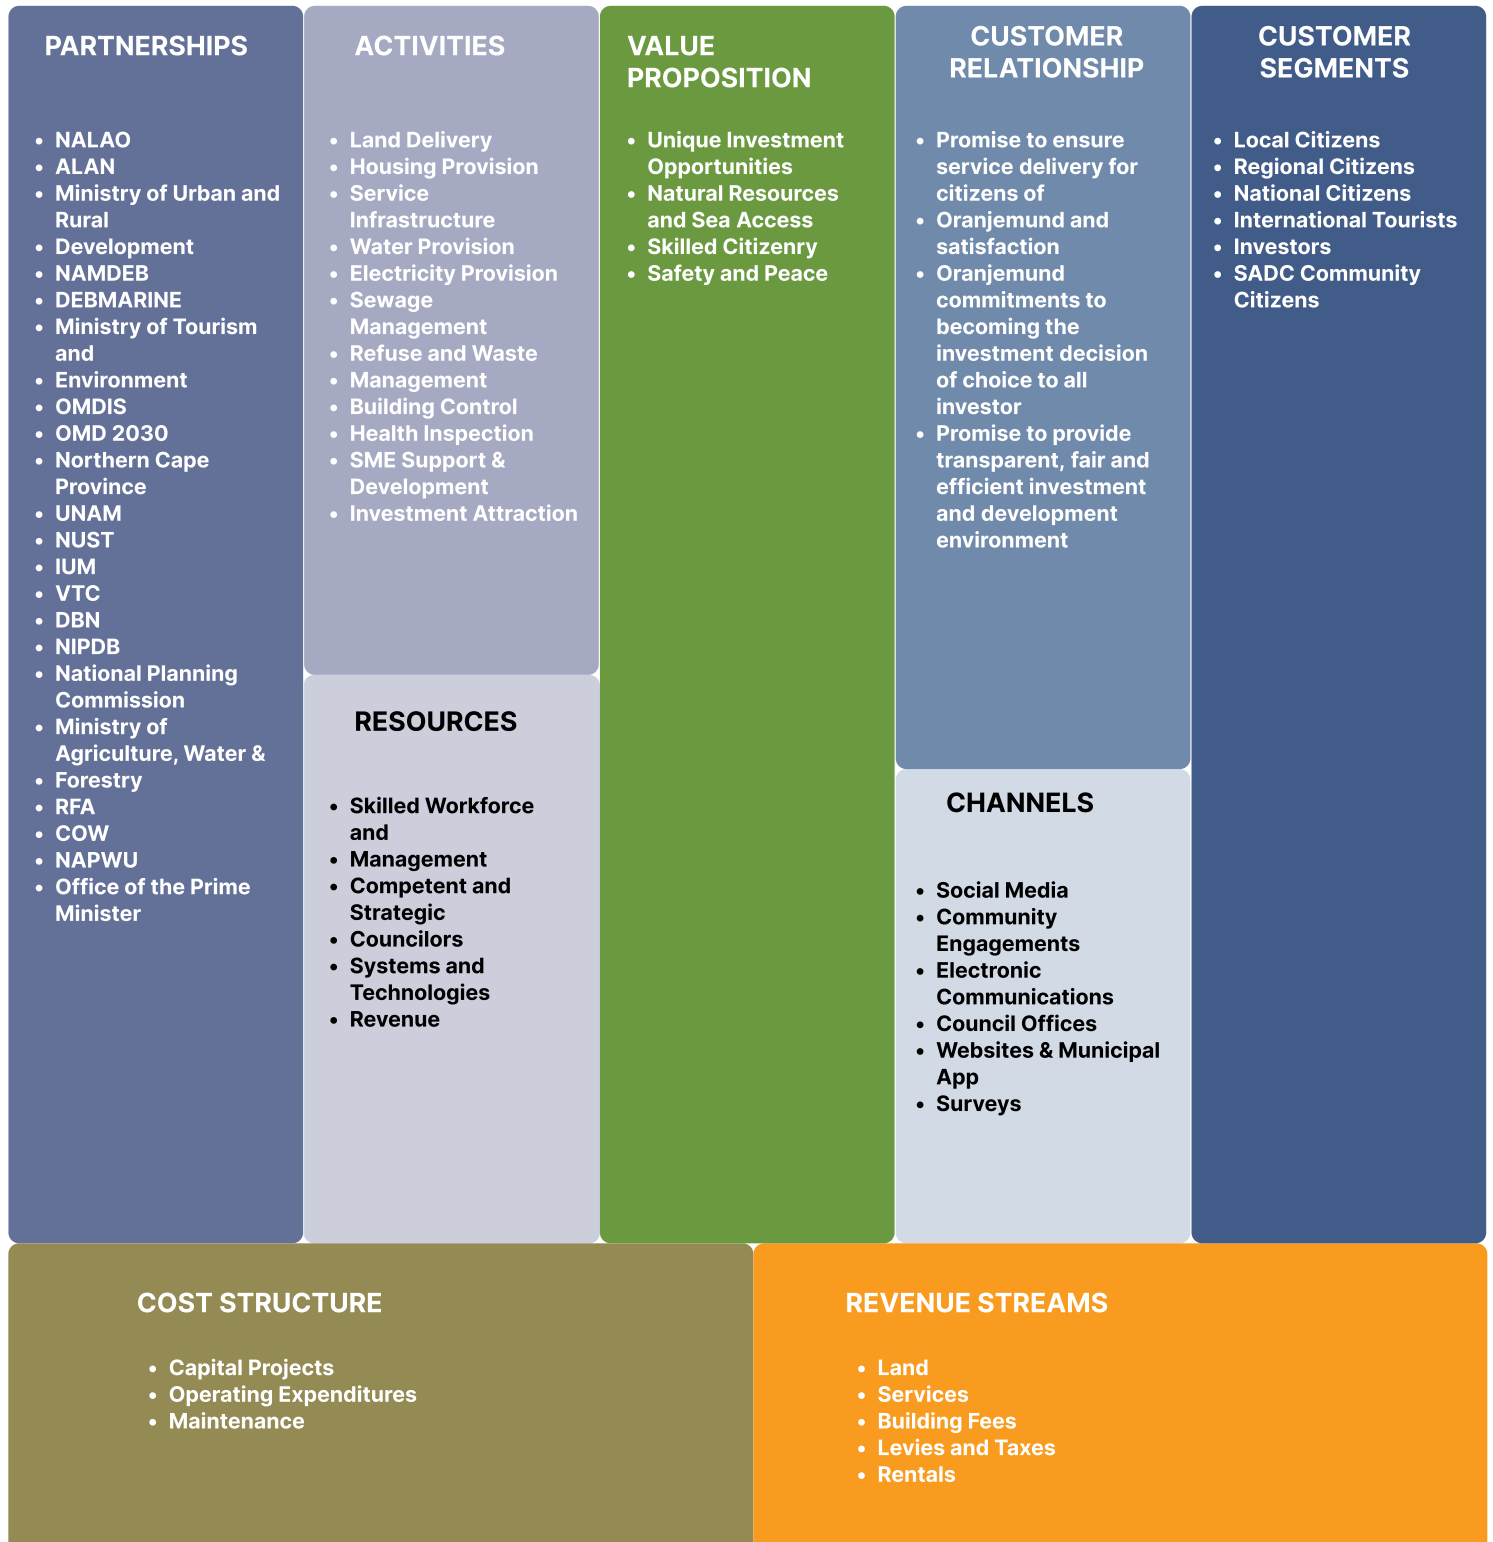 PARTNERSHIPS
• NALAO
• ALAN
• Ministry of Urban and
Rural
• Development
• NAMDEB
• DEBMARINE
• Ministry of Tourism
and
• Environment
• OMDIS
• OMD 2030
• Northern Cape
Province
• UNAM
• NUST
• IUM
• VTC
• DBN
• NIPDB
• National Planning
Commission
• Ministry of
Agriculture, Water &
• Forestry
• RFA
• COW
• NAPWU
• Office of the Prime
Minister
ACTIVITIES
• Land Delivery
• Housing Provision
• Service
Infrastructure
• Water Provision
• Electricity Provision
• Sewage
Management
• Refuse and Waste
• Management
• Building Control
• Health Inspection
• SME Support &
Development
• Investment Attraction
RESOURCES
• Skilled Workforce
and
• Management
• Competent and
Strategic
• Councilors
• Systems and
Technologies
• Revenue
VALUE
PROPOSITION
• Unique Investment
Opportunities
• Natural Resources
and Sea Access
• Skilled Citizenry
• Safety and Peace
CUSTOMER
RELATIONSHIP
• Promise to ensure
service delivery for
citizens of
• Oranjemund and
satisfaction
• Oranjemund
commitments to
becoming the
investment decision
of choice to all
investor
• Promise to provide
transparent, fair and
efficient investment
and development
environment
CHANNELS
• Social Media
• Community
Engagements
• Electronic
Communications
• Council Offices
• Websites & Municipal
App
• Surveys
CUSTOMER
SEGMENTS
• Local Citizens
• Regional Citizens
• National Citizens
• International Tourists
• Investors
• SADC Community
Citizens
COST STRUCTURE
• Capital Projects
• Operating Expenditures
• Maintenance
REVENUE STREAMS
• Land
• Services
• Building Fees
• Levies and Taxes
• Rentals